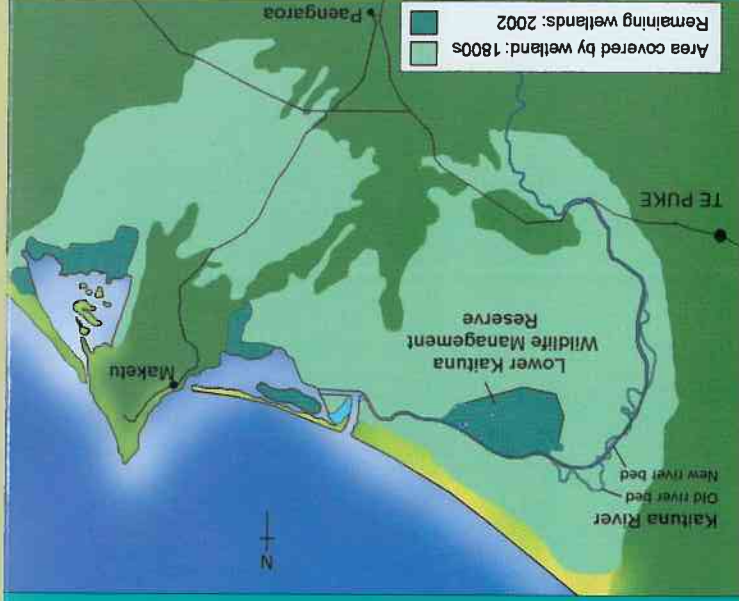 N
Kaituna River
Old river bed
New river bed
Maketu
Lower Kaituna
Wildlife Management
Reserve
TE PUKE
Area covered by wetland: 1800s
Remaining wetlands: 2002
Paengaroa